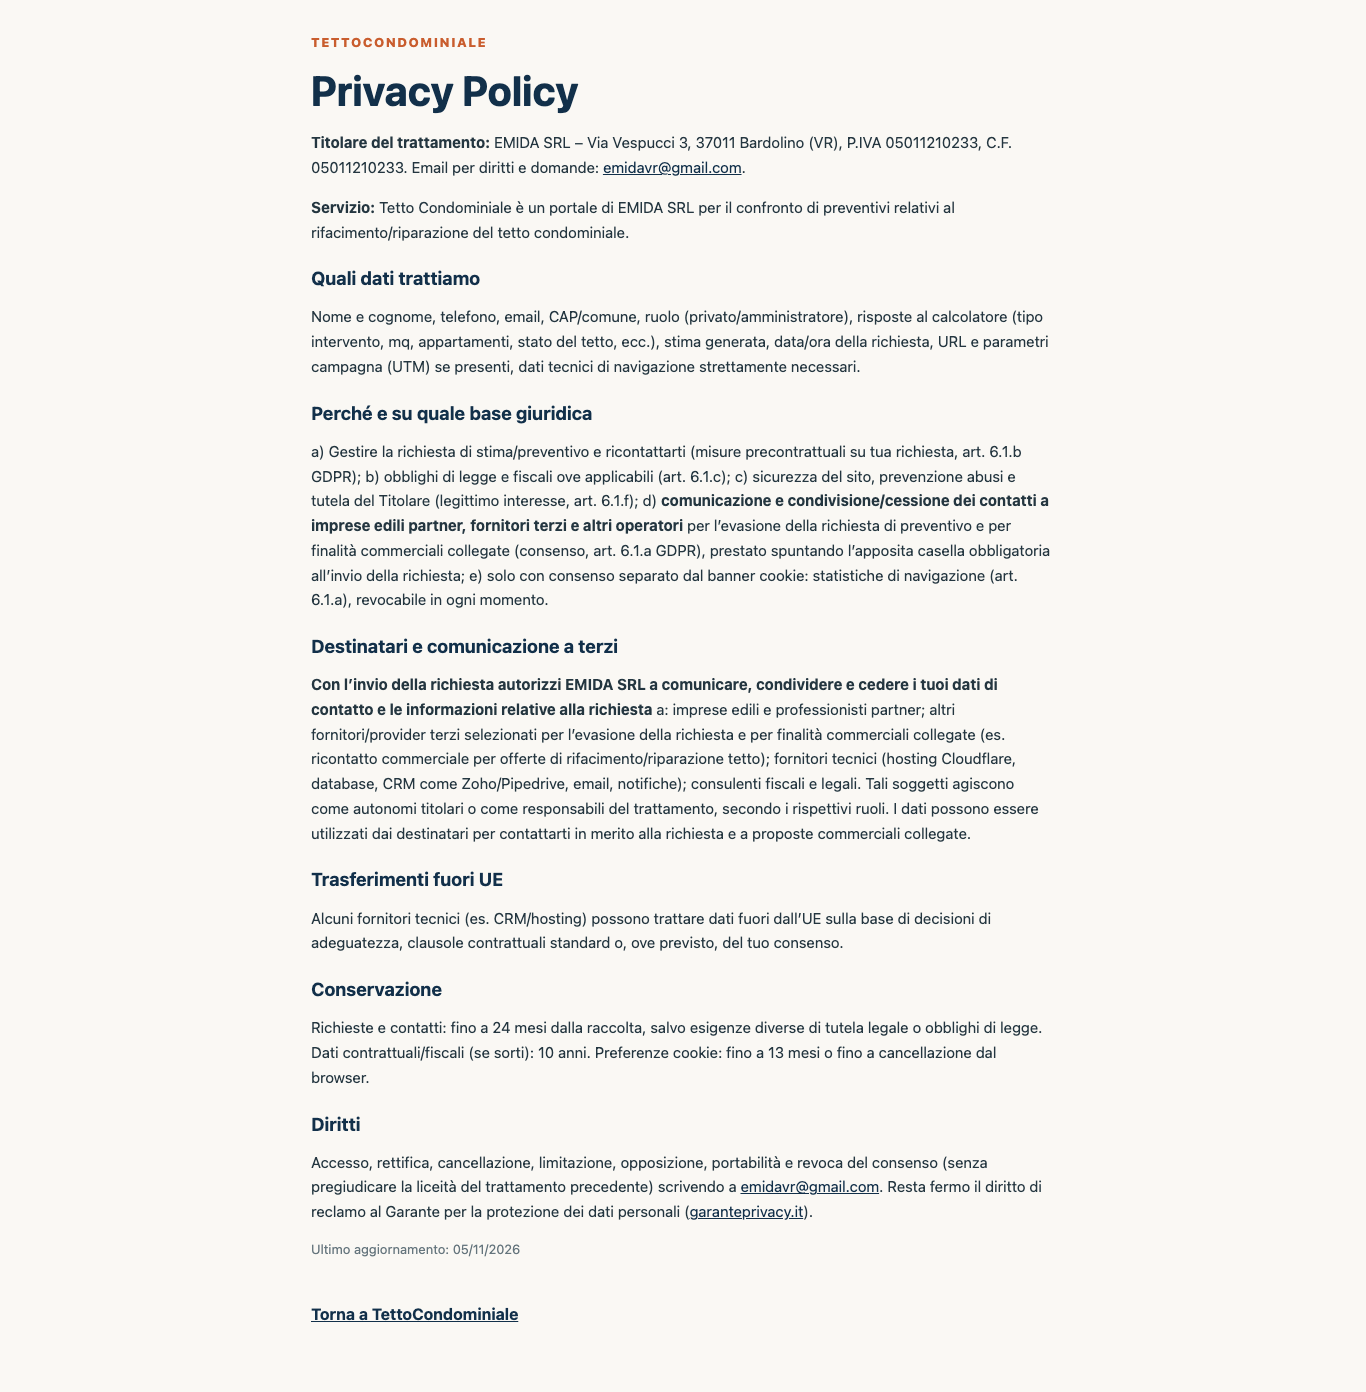 TETTOCONDOMINIALE
Privacy Policy
Titolare del trattamento: EMIDA SRL – Via Vespucci 3, 37011 Bardolino (VR), P.IVA 05011210233, C.F.
05011210233. Email per diritti e domande: emidavr@gmail.com.
Servizio: Tetto Condominiale è un portale di EMIDA SRL per il confronto di preventivi relativi al
rifacimento/riparazione del tetto condominiale.
Quali dati trattiamo
Nome e cognome, telefono, email, CAP/comune, ruolo (privato/amministratore), risposte al calcolatore (tipo
intervento, mq, appartamenti, stato del tetto, ecc.), stima generata, data/ora della richiesta, URL e parametri
campagna (UTM) se presenti, dati tecnici di navigazione strettamente necessari.
Perché e su quale base giuridica
a) Gestire la richiesta di stima/preventivo e ricontattarti (misure precontrattuali su tua richiesta, art. 6.1.b
GDPR); b) obblighi di legge e fiscali ove applicabili (art. 6.1.c); c) sicurezza del sito, prevenzione abusi e
tutela del Titolare (legittimo interesse, art. 6.1.f); d) comunicazione e condivisione/cessione dei contatti a
imprese edili partner, fornitori terzi e altri operatori per l’evasione della richiesta di preventivo e per
finalità commerciali collegate (consenso, art. 6.1.a GDPR), prestato spuntando l’apposita casella obbligatoria
all’invio della richiesta; e) solo con consenso separato dal banner cookie: statistiche di navigazione (art.
6.1.a), revocabile in ogni momento.
Destinatari e comunicazione a terzi
Con l’invio della richiesta autorizzi EMIDA SRL a comunicare, condividere e cedere i tuoi dati di
contatto e le informazioni relative alla richiesta a: imprese edili e professionisti partner; altri
fornitori/provider terzi selezionati per l’evasione della richiesta e per finalità commerciali collegate (es.
ricontatto commerciale per offerte di rifacimento/riparazione tetto); fornitori tecnici (hosting Cloudflare,
database, CRM come Zoho/Pipedrive, email, notifiche); consulenti fiscali e legali. Tali soggetti agiscono
come autonomi titolari o come responsabili del trattamento, secondo i rispettivi ruoli. I dati possono essere
utilizzati dai destinatari per contattarti in merito alla richiesta e a proposte commerciali collegate.
Trasferimenti fuori UE
Alcuni fornitori tecnici (es. CRM/hosting) possono trattare dati fuori dall’UE sulla base di decisioni di
adeguatezza, clausole contrattuali standard o, ove previsto, del tuo consenso.
Conservazione
Richieste e contatti: fino a 24 mesi dalla raccolta, salvo esigenze diverse di tutela legale o obblighi di legge.
Dati contrattuali/fiscali (se sorti): 10 anni. Preferenze cookie: fino a 13 mesi o fino a cancellazione dal
browser.
Diritti
Accesso, rettifica, cancellazione, limitazione, opposizione, portabilità e revoca del consenso (senza
pregiudicare la liceità del trattamento precedente) scrivendo a emidavr@gmail.com. Resta fermo il diritto di
reclamo al Garante per la protezione dei dati personali (garanteprivacy.it).
Ultimo aggiornamento: 05/11/2026
Torna a TettoCondominiale